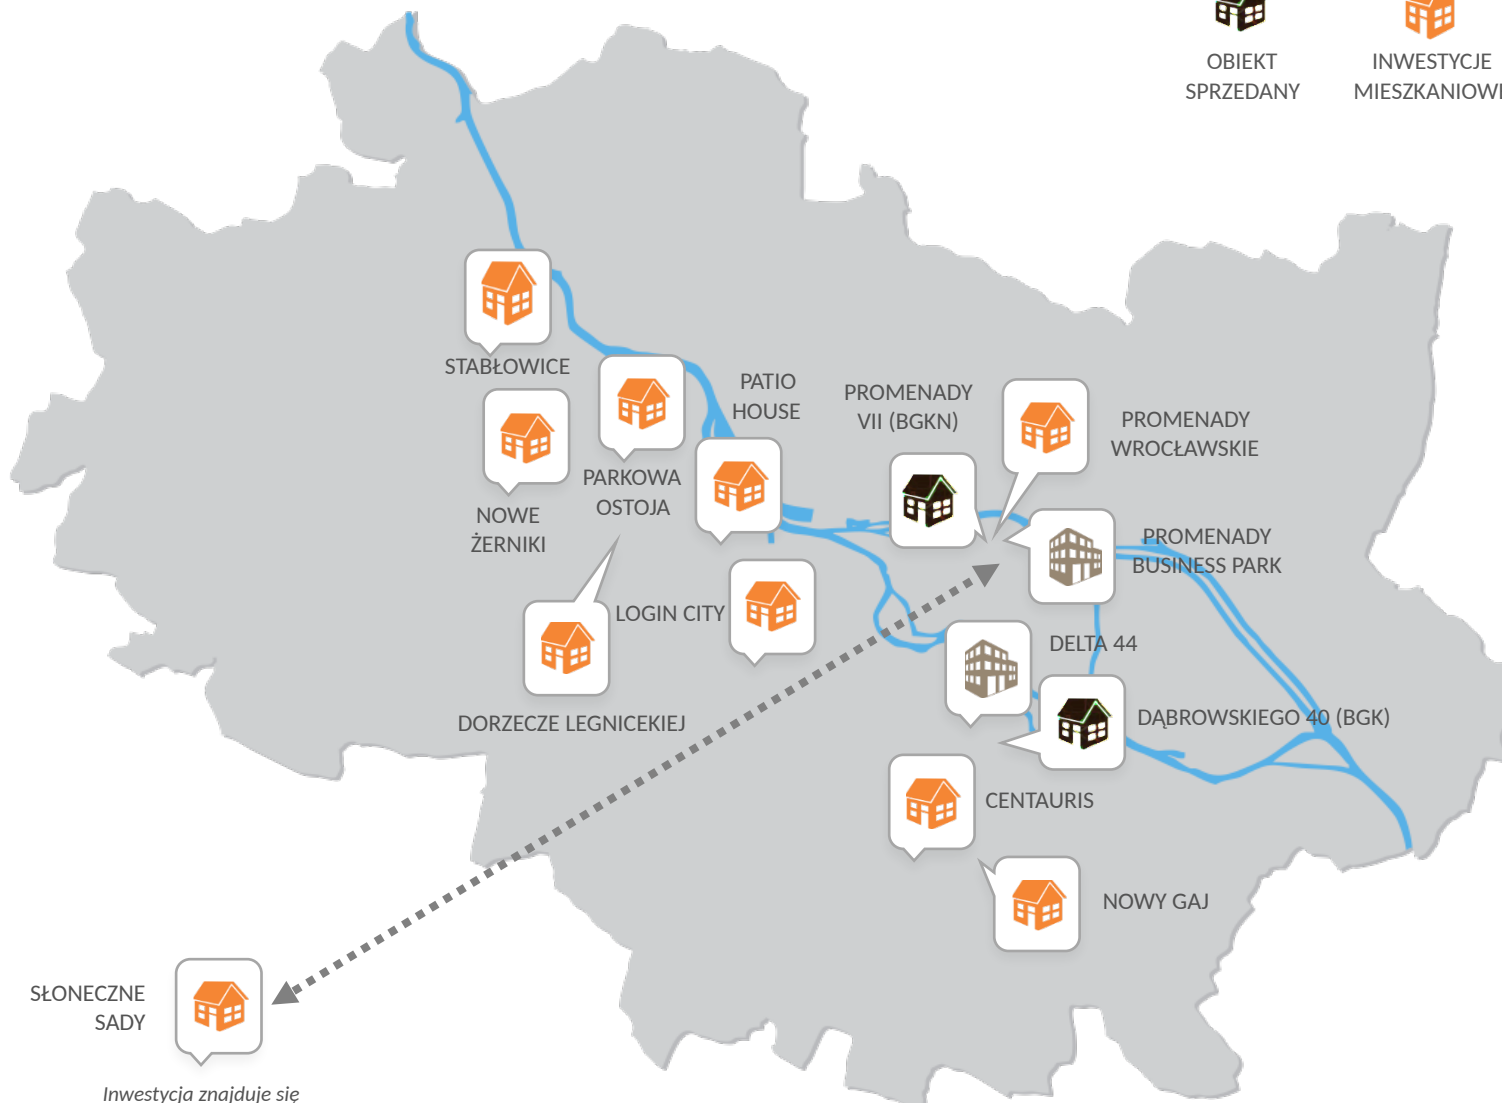 OBIEKT
SPRZEDANY
INWESTYCJE
STABŁOWICE
PATIO
HOUSE
PROMENADY
VII (BGKN)
PROMENADY
WROCŁAWSKIE
PARKOWA
OSTOJA
NOWE
ŻERNIKI
PROMENADY
BUSINESS PARK
LOGIN CITY
DELTA 44
DORZECZE LEGNICEKIEJ
DĄBROWSKIEGO 40 (BGK)
CENTAURIS
NOWY GAJ
SŁONECZNE
SADY
Inwestycja znajduje się